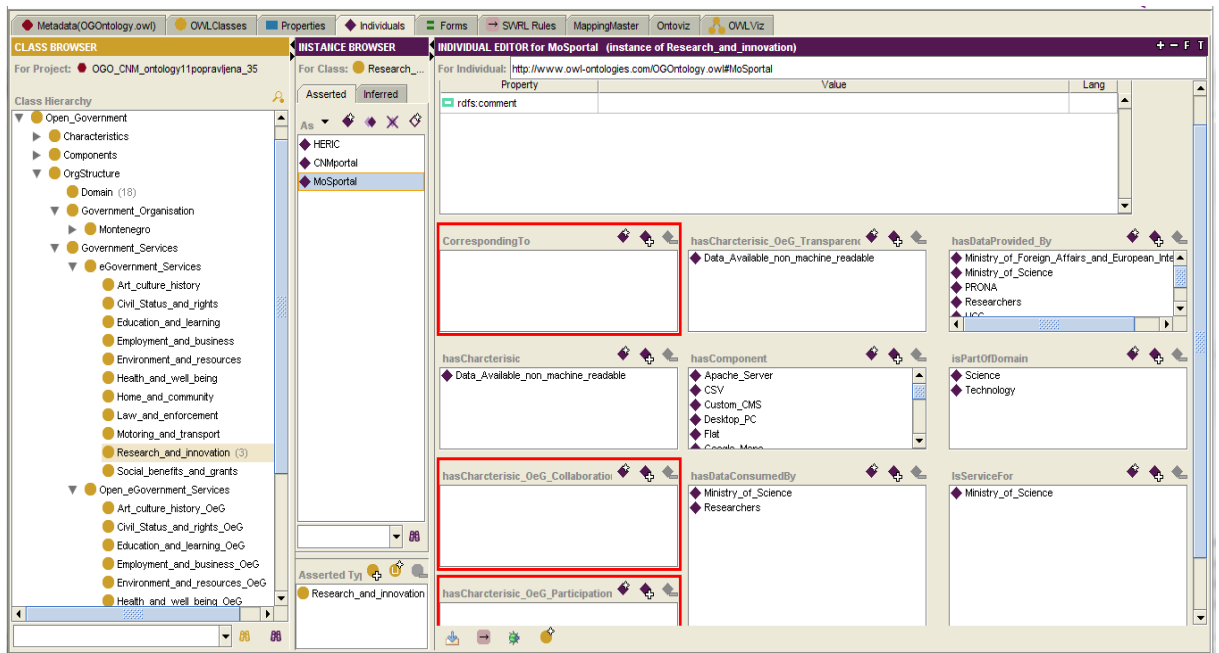 Metadata(OGOntology.owl) OWLClasses Properties Individuals Forms SWRL Rules MappingMaster Ontoviz OWLViz
CLASS BROWSER
For Project: OGO_CNM_ontology11popravljena_35
Class Hierarchy
Open_Government
Characteristics
Components
OrgStructure
Domain (18)
Government_Organisation
Montenegro
Government_Services
eGovernment_Services
Art_culture_history
Civil_Status_and_rights
Education_and_learning
Employment_and_business
Environment_and_resources
Health_and_well_being
Home_and_community
Law_and_enforcement
Motoring_and_transport
Research_and_innovation (3)
Social_benefits_and_grants
Open_eGovernment_Services
Art_culture_history_OeG
Civil_Status_and_rights_OeG
Education_and_learning_OeG
Employment_and_business_OeG
Environment_and_resources_OeG
Health_and_well_being_OeG
INSTANCE BROWSER
For Class: Research_...
Asserted Inferred
As
HERIC
CNMportal
MoSportal
Asserted Typ
Research_and_innovation
INDIVIDUAL EDITOR for MoSportal (instance of Research_and_innovation)
+ - F T
For Individual: http://www.owl-ontologies.com/OGOntology.owl#MoSportal
Property Value Lang
rdfs:comment
CorrespondingTo
hasCharcterisic_OeG_Transparenc
Data_Available_non_machine_readable
hasDataProvided_By
Ministry_of_Foreign_Affairs_and_European_Inte
Ministry_of_Science
PRONA
Researchers
UCG
hasCharcterisic
Data_Available_non_machine_readable
hasComponent
Apache_Server
CSV
Custom_CMS
Desktop_PC
Flat
Google_Maps
isPartOfDomain
Science
Technology
hasCharcterisic_OeG_Collaboration
hasDataConsumedBy
Ministry_of_Science
Researchers
IsServiceFor
Ministry_of_Science
hasCharcterisic_OeG_Participation